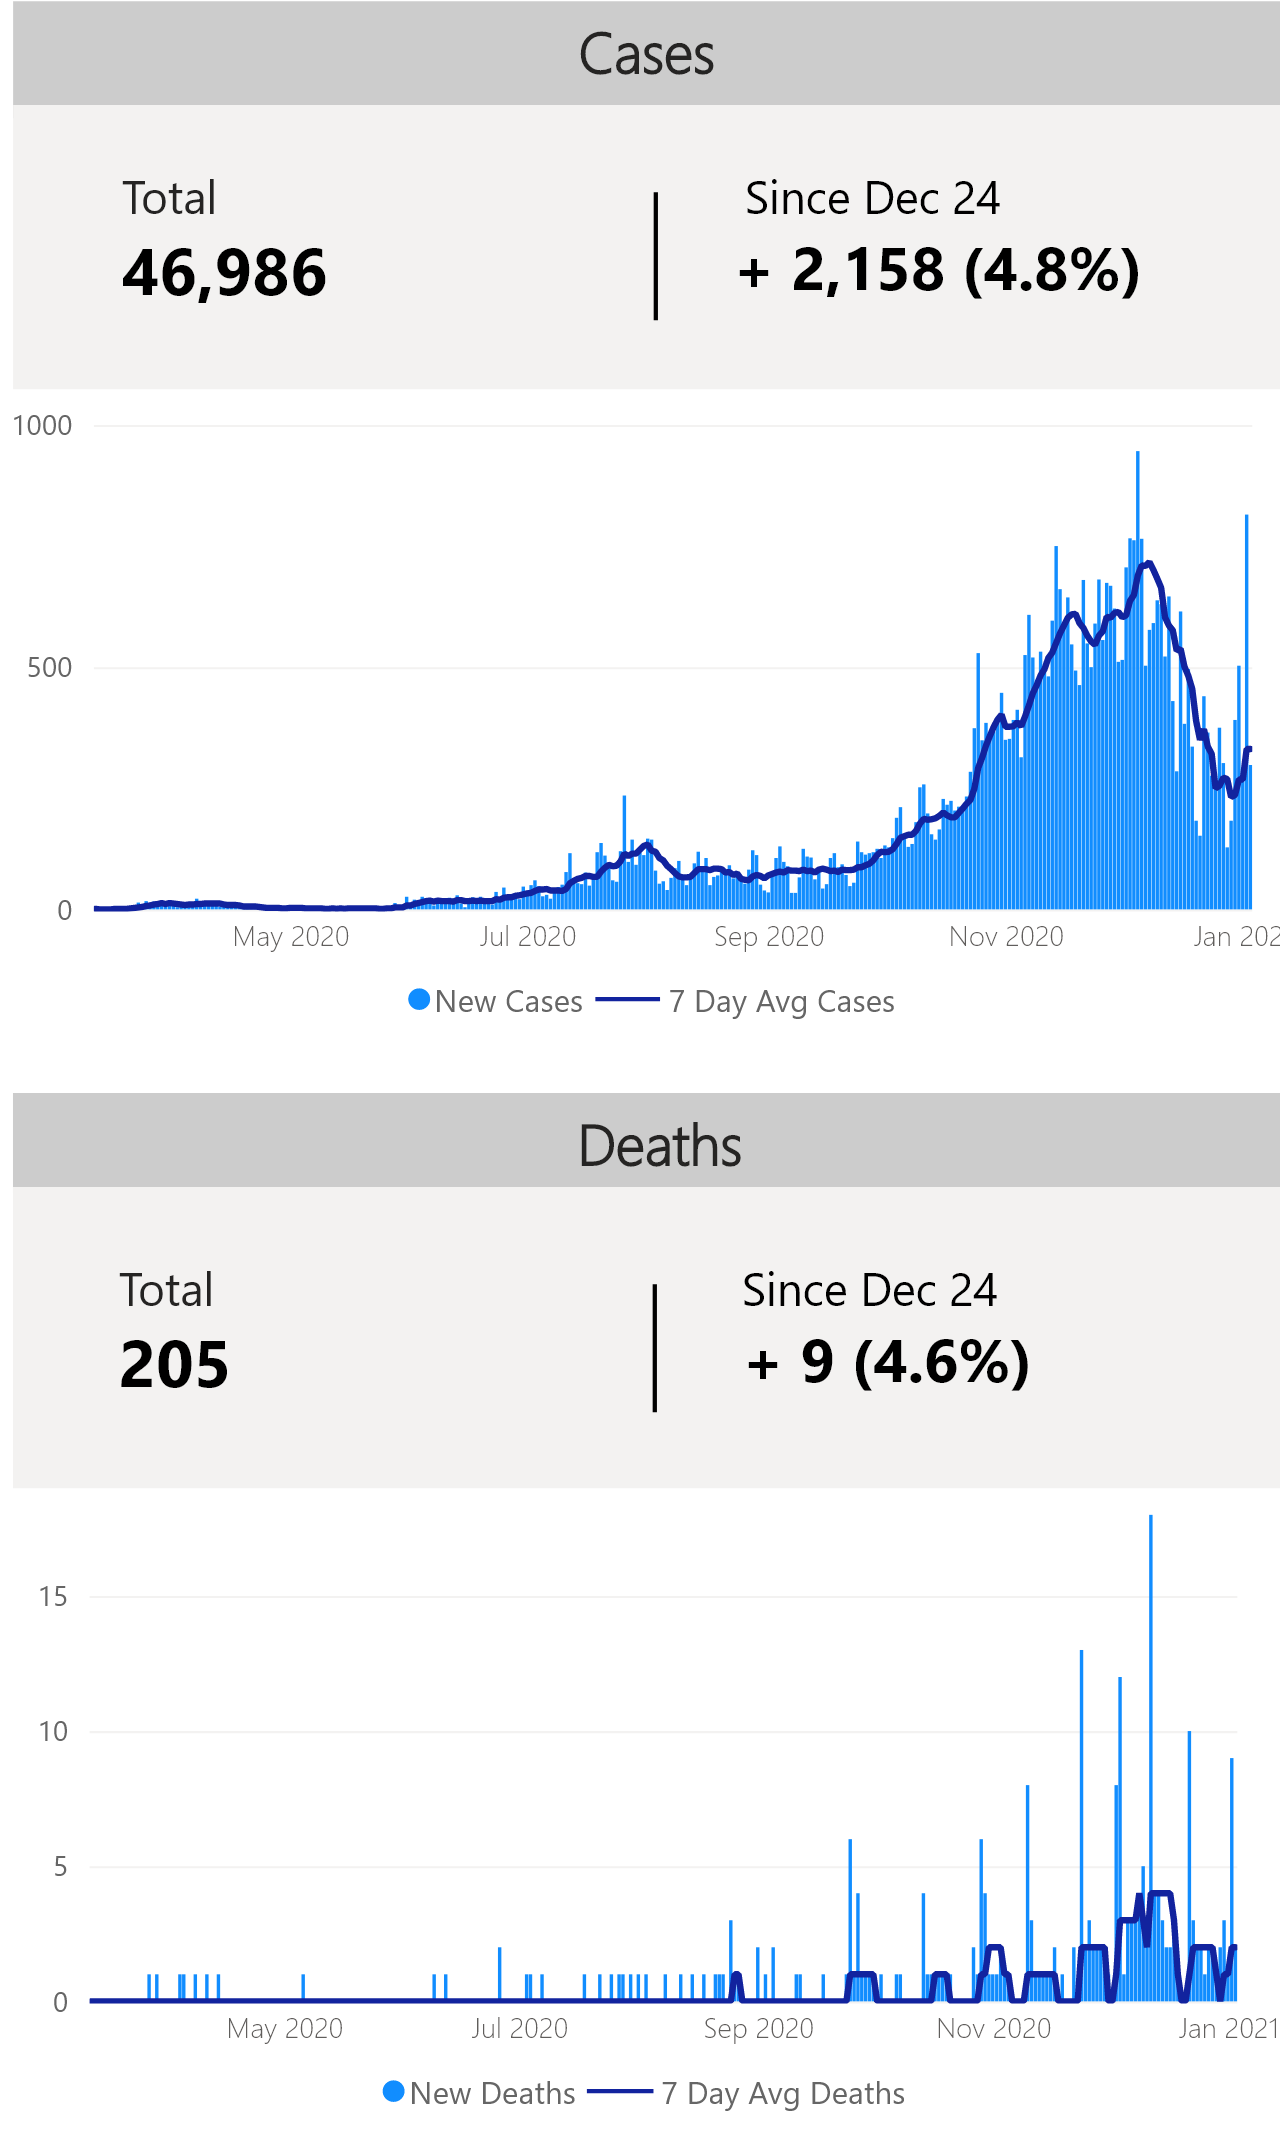 Cases
Total
46,986
Since Dec 24
+ 2,158 (4.8%)
1000
500
0
May 2020 Jul 2020 Sep 2020 Nov 2020 Jan 202
New Cases 7 Day Avg Cases
Deaths
Total
205
Since Dec 24
+ 9 (4.6%)
15
10
5
0
May 2020 Jul 2020 Sep 2020 Nov 2020 Jan 2021
New Deaths 7 Day Avg Deaths